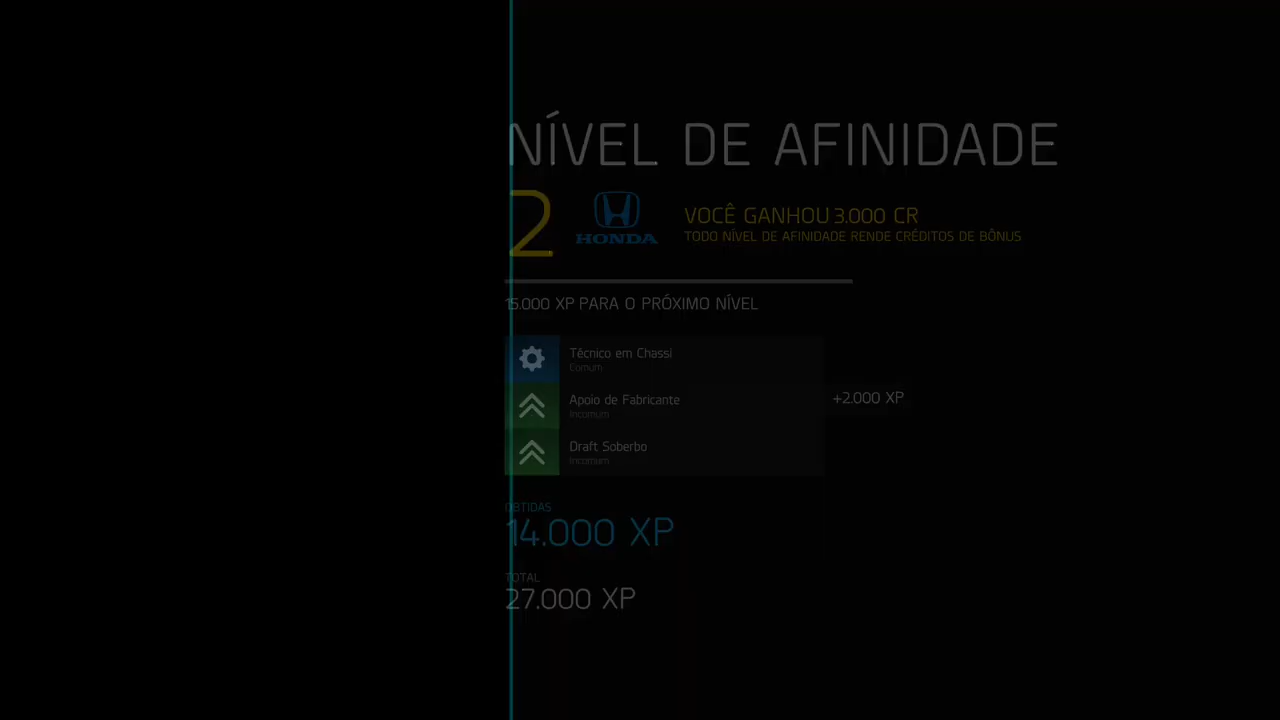 NÍVEL DE AFINIDADE
2 HONDA VOCÊ GANHOU 3.000 CR
TODO NÍVEL DE AFINIDADE RENDE CRÉDITOS DE BÔNUS
15.000 XP PARA O PRÓXIMO NÍVEL
Técnico em Chassi
Comum
Apoio de Fabricante
Incomum
+2.000 XP
Draft Soberbo
Incomum
OBTIDAS
14.000 XP
TOTAL
27.000 XP